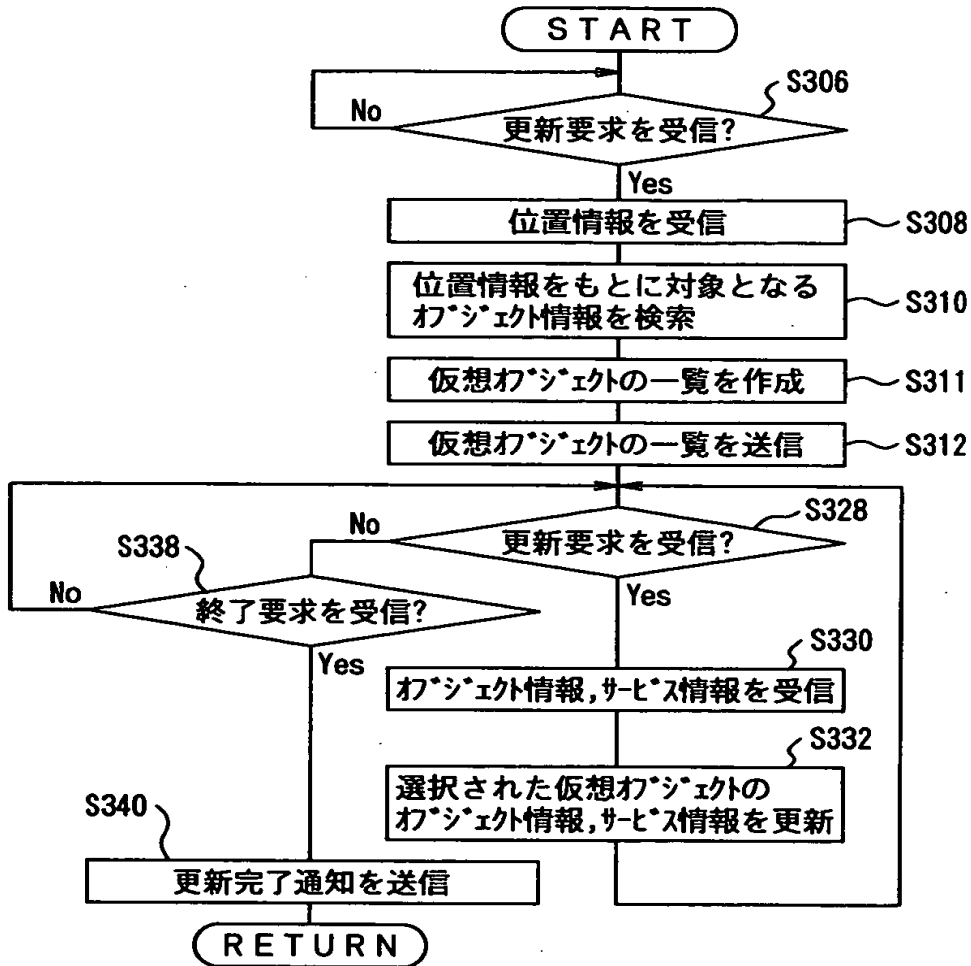 START
S306
No
更新要求を受信?
Yes
位置情報を受信
S308
位置情報をもとに対象となる
オブジェクト情報を検索
S310
仮想オブジェクトの一覧を作成
S311
仮想オブジェクトの一覧を送信
S312
No
S328
更新要求を受信?
Yes
S338
No
終了要求を受信?
Yes
S330
オブジェクト情報,サービス情報を受信
S332
選択された仮想オブジェクトの
オブジェクト情報,サービス情報を更新
S340
更新完了通知を送信
RETURN